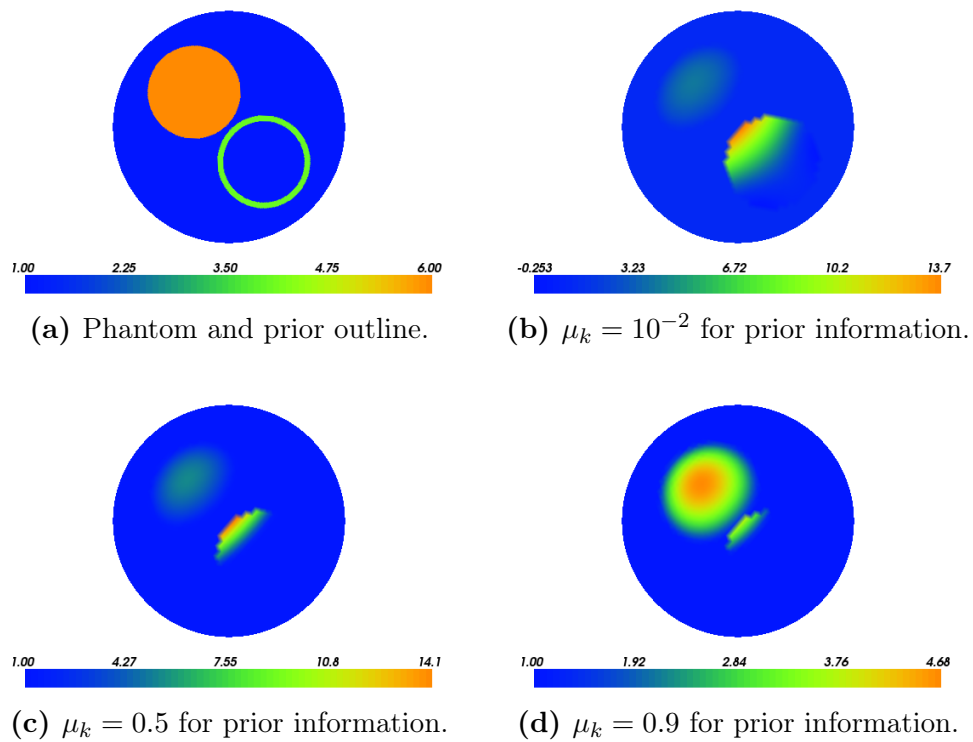 1.00 2.25 3.50 4.75 6.00
(a) Phantom and prior outline.
-0.253 3.23 6.72 10.2 13.7
(b) μ_k = 10^{-2} for prior information.
1.00 4.27 7.55 10.8 14.1
(c) μ_k = 0.5 for prior information.
1.00 1.92 2.84 3.76 4.68
(d) μ_k = 0.9 for prior information.